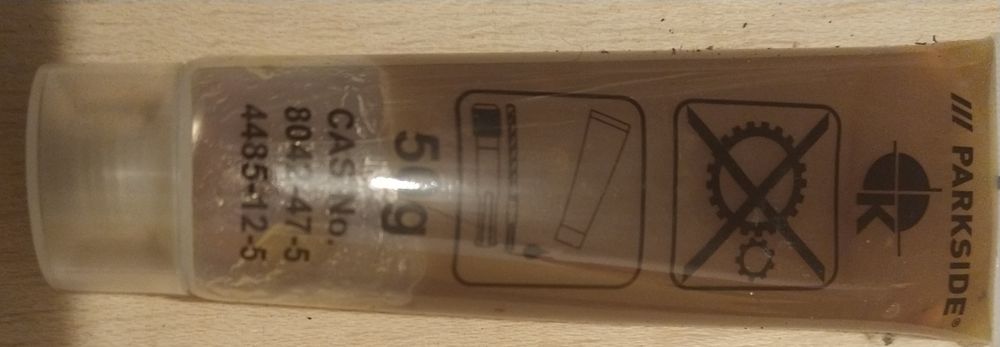 /// PARKSIDE®
50 g
CAS No.
8042-47-5
4485-12-5